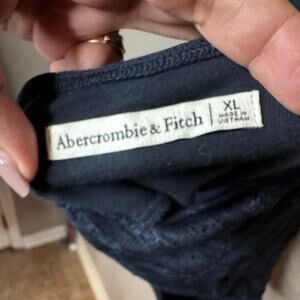 Abercrombie & Fitch
XL
MADE IN
VIETNAM